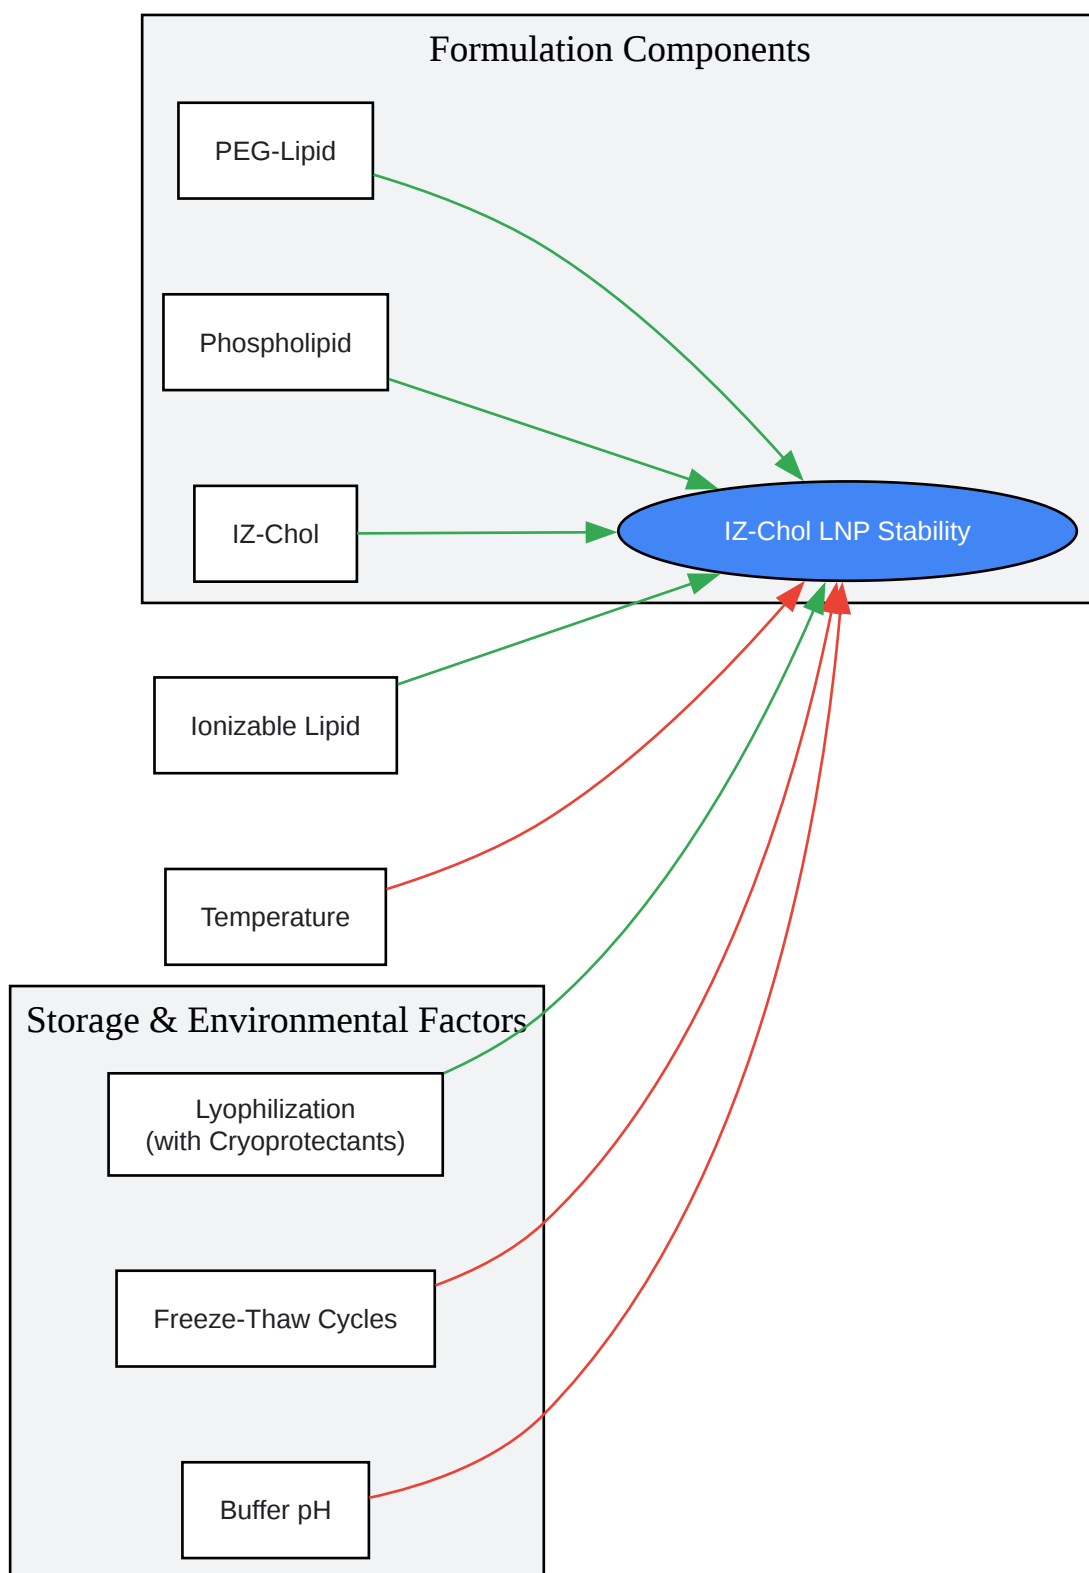 Formulation Components
PEG-Lipid
Phospholipid
IZ-Chol
IZ-Chol LNP Stability
Ionizable Lipid
Temperature
Storage & Environmental Factors
Lyophilization
(with Cryoprotectants)
Freeze-Thaw Cycles
Buffer pH